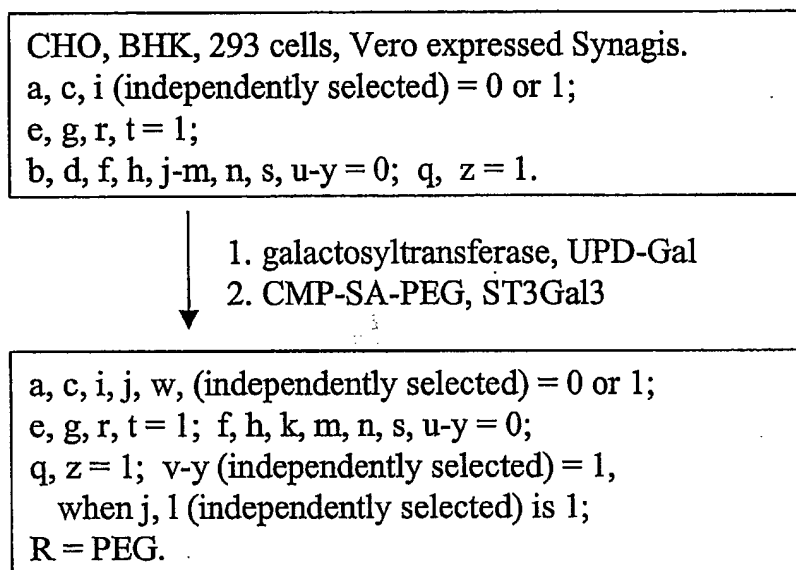 CHO, BHK, 293 cells, Vero expressed Synagis.
a, c, i (independently selected) = 0 or 1;
e, g, r, t = 1;
b, d, f, h, j-m, n, s, u-y = 0; q, z = 1.
1. galactosyltransferase, UPD-Gal
2. CMP-SA-PEG, ST3Gal3
a, c, i, j, w, (independently selected) = 0 or 1;
e, g, r, t = 1; f, h, k, m, n, s, u-y = 0;
q, z = 1; v-y (independently selected) = 1,
when j, l (independently selected) is 1;
R = PEG.